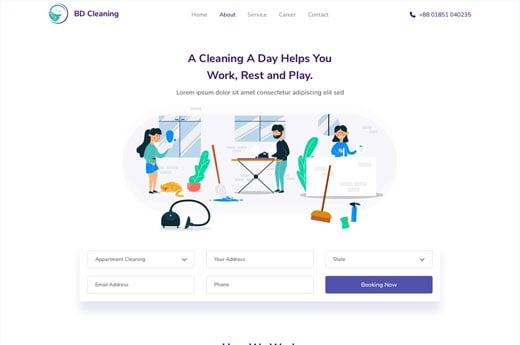 BD Cleaning
Home About Service Career Contact
+88 01851 040235
A Cleaning A Day Helps You
Work, Rest and Play.
Lorem ipsum dolor sit amet consectetur adipiscing elit sed
Appartment Cleaning
Your Address
State
Email Address
Phone
Booking Now